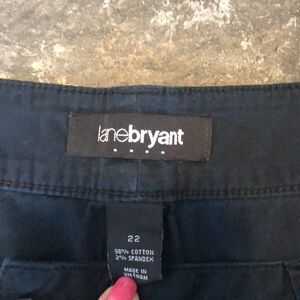 lanebryant
22
98% COTTON
2% SPANDEX
MADE IN
VIETNAM